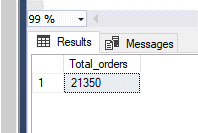 99 %
Results Messages
Total_orders
1 21350